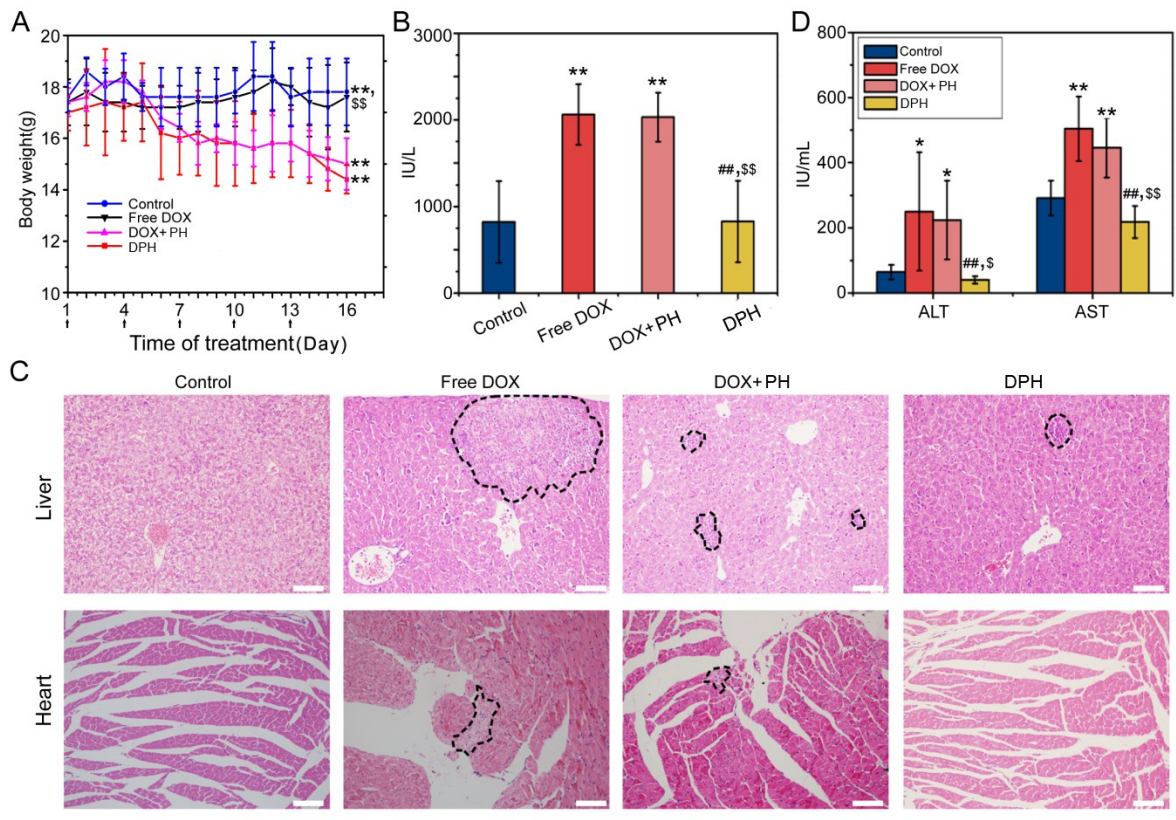 A
Body weight(g)
20
18
16
14
12
10
**,
$$
**
**
Control
Free DOX
DOX+PH
DPH
1 4 7 10 13 16
Time of treatment(Day)
B
IU/L
3000
2000
1000
0
**
**
##,$$
Control
Free DOX
DOX+PH
DPH
D
IU/mL
800
600
400
200
0
Control
Free DOX
DOX+PH
DPH
*
*
##,$
**
**
##,$$
ALT
AST
C
Control
Free DOX
DOX+PH
DPH
Liver
Heart